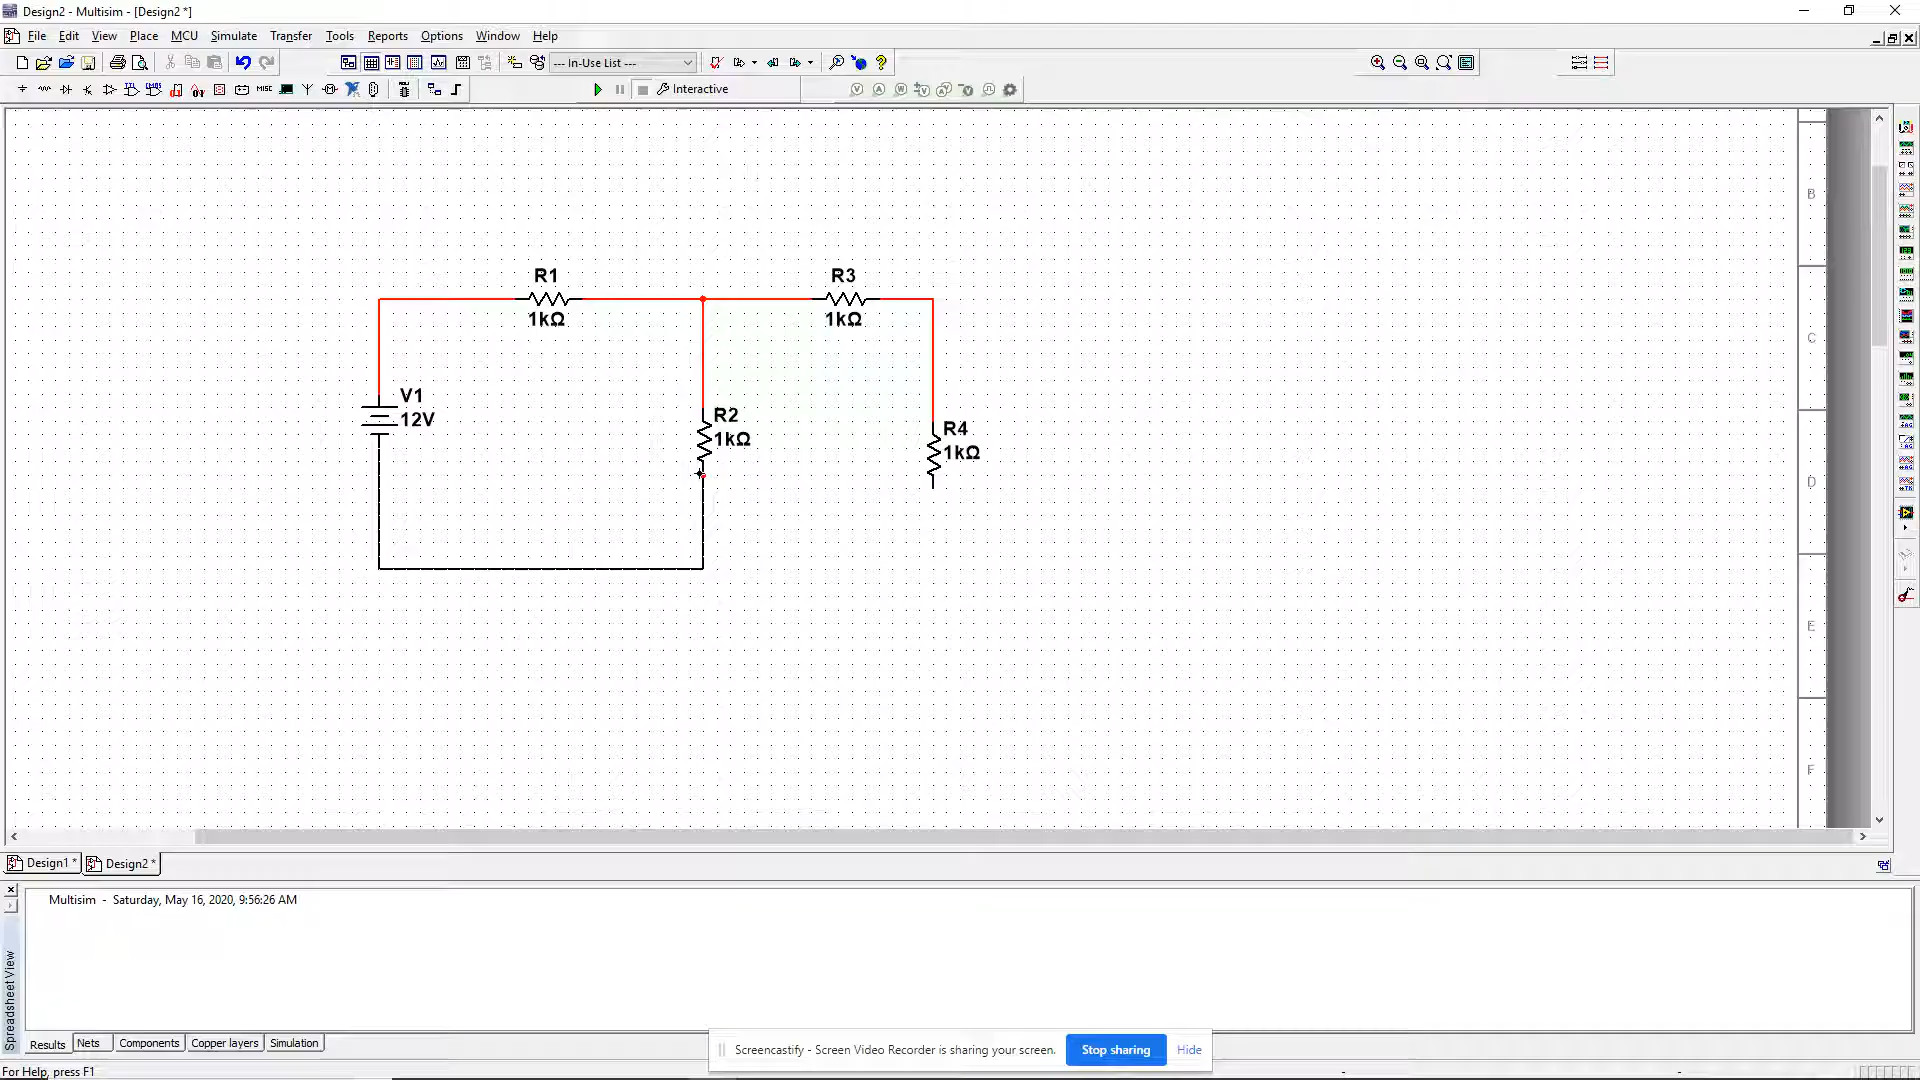 Design2 - Multisim - [Design2 *]
File Edit View Place MCU Simulate Transfer Tools Reports Options Window Help
--- In-Use List ---
Interactive
B
R1
R3
1kΩ
1kΩ
C
V1
12V
R2
1kΩ
R4
1kΩ
D
E
F
Design1 * Design2 *
Multisim - Saturday, May 16, 2020, 9:56:26 AM
Spreadsheet View
Results Nets Components Copper layers Simulation
Screencastify - Screen Video Recorder is sharing your screen. Stop sharing Hide
For Help, press F1